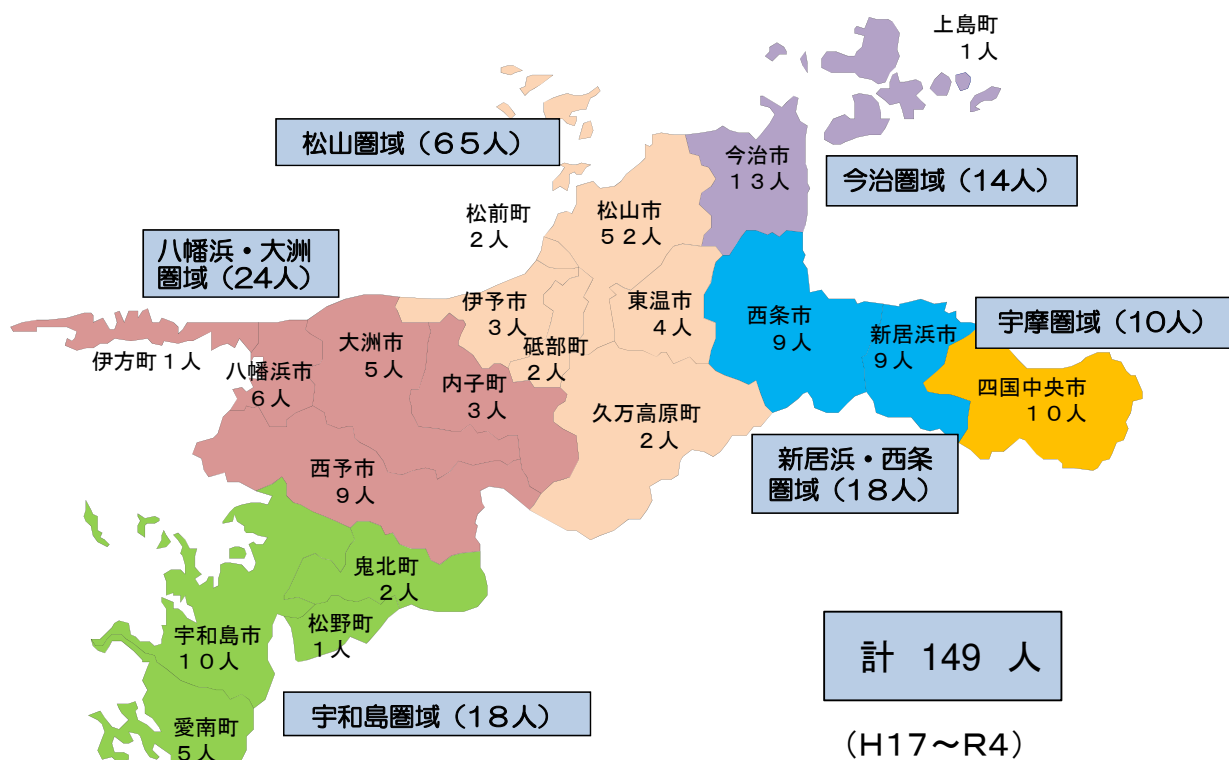 上島町
1人
松山圏域（６５人）
今治市
１３人
今治圏域（14人）
松前町
２人
松山市
５２人
八幡浜・大洲
圏域（24人）
伊予市
３人
東温市
４人
西条市
９人
新居浜市
９人
宇摩圏域（１０人）
伊方町１人
八幡浜市
６人
大洲市
５人
砥部町
２人
内子町
３人
四国中央市
１０人
久万高原町
２人
新居浜・西条
圏域（18人）
西予市
９人
鬼北町
２人
松野町
１人
宇和島市
１０人
計 149 人
宇和島圏域（18人）
愛南町
５人
（H17～R4）